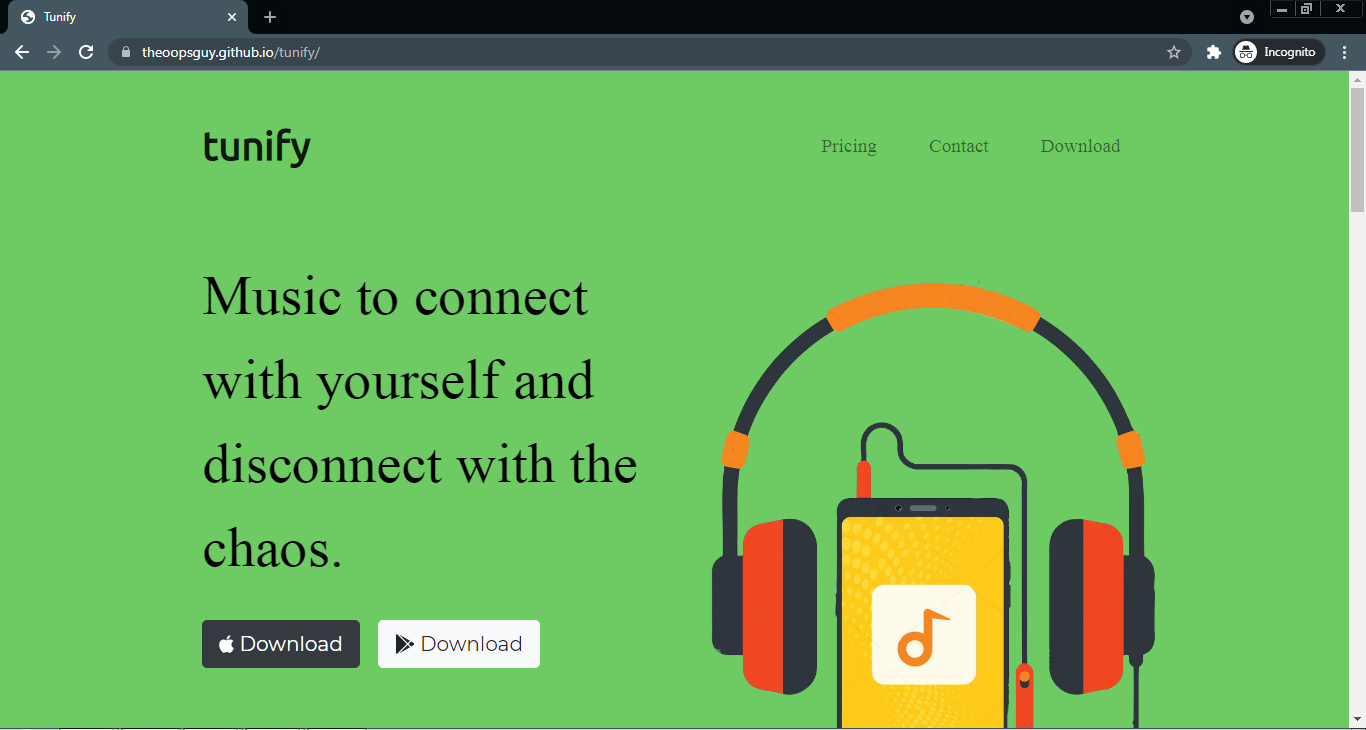 Tunify
theoopsguy.github.io/tunify/
Incognito
tunify
Pricing Contact Download
Music to connect
with yourself and
disconnect with the
chaos.
Download Download